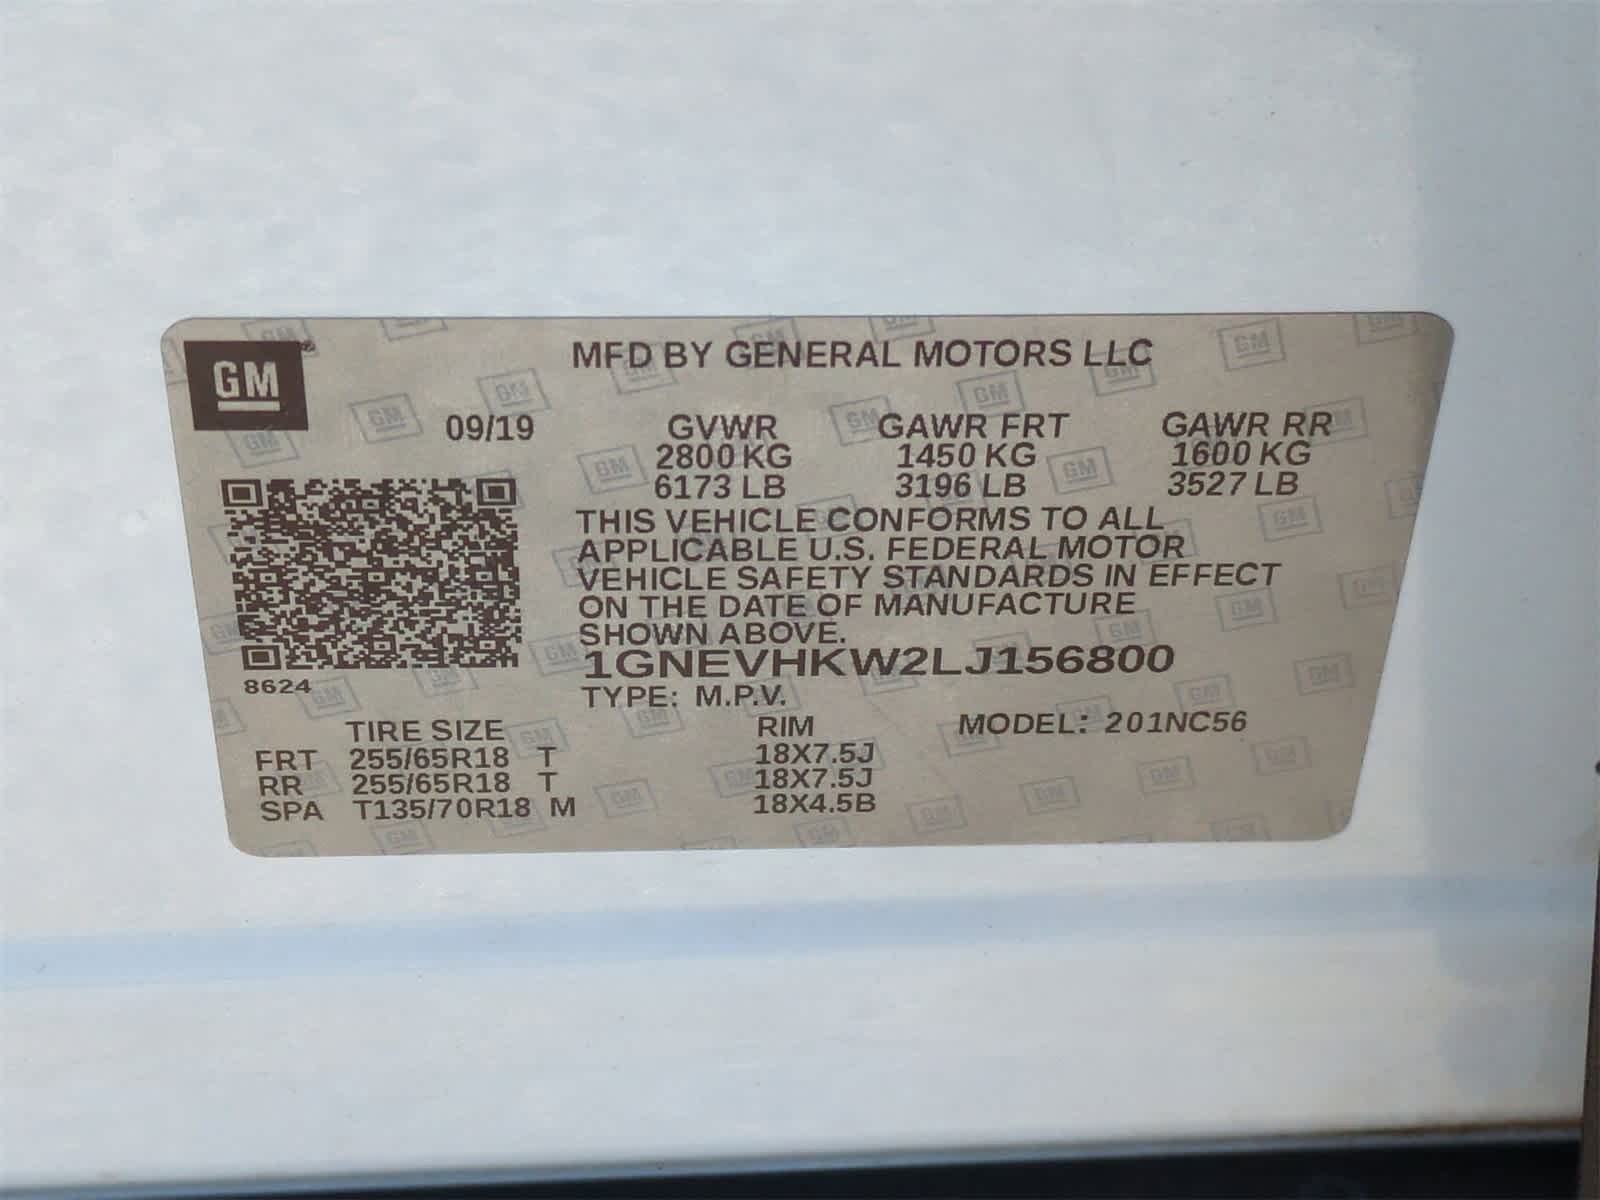 GM
MFD BY GENERAL MOTORS LLC
09/19 GVWR GAWR FRT GAWR RR
2800 KG 1450 KG 1600 KG
6173 LB 3196 LB 3527 LB
THIS VEHICLE CONFORMS TO ALL
APPLICABLE U.S. FEDERAL MOTOR
VEHICLE SAFETY STANDARDS IN EFFECT
ON THE DATE OF MANUFACTURE
SHOWN ABOVE.
1GNEVHKW2LJ156800
8624
TYPE: M.P.V.
TIRE SIZE RIM MODEL: 201NC56
FRT 255/65R18 T 18X7.5J
RR 255/65R18 T 18X7.5J
SPA T135/70R18 M 18X4.5B